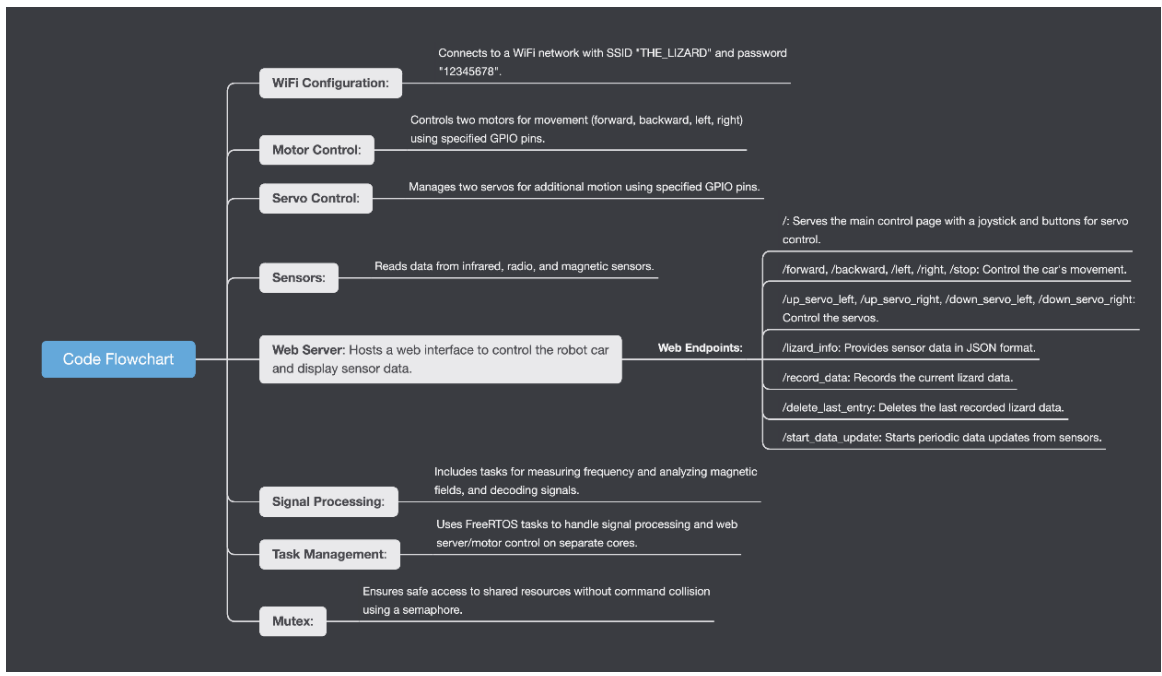 Code Flowchart
WiFi Configuration:
Connects to a WiFi network with SSID "THE_LIZARD" and password
"12345678".
Motor Control:
Controls two motors for movement (forward, backward, left, right)
using specified GPIO pins.
Servo Control:
Manages two servos for additional motion using specified GPIO pins.
Sensors:
Reads data from infrared, radio, and magnetic sensors.
Web Server: Hosts a web interface to control the robot car
and display sensor data.
Web Endpoints:
/: Serves the main control page with a joystick and buttons for servo
control.
/forward, /backward, /left, /right, /stop: Control the car's movement.
/up_servo_left, /up_servo_right, /down_servo_left, /down_servo_right:
Control the servos.
/lizard_info: Provides sensor data in JSON format.
/record_data: Records the current lizard data.
/delete_last_entry: Deletes the last recorded lizard data.
/start_data_update: Starts periodic data updates from sensors.
Signal Processing:
Includes tasks for measuring frequency and analyzing magnetic
fields, and decoding signals.
Task Management:
Uses FreeRTOS tasks to handle signal processing and web
server/motor control on separate cores.
Mutex:
Ensures safe access to shared resources without command collision
using a semaphore.